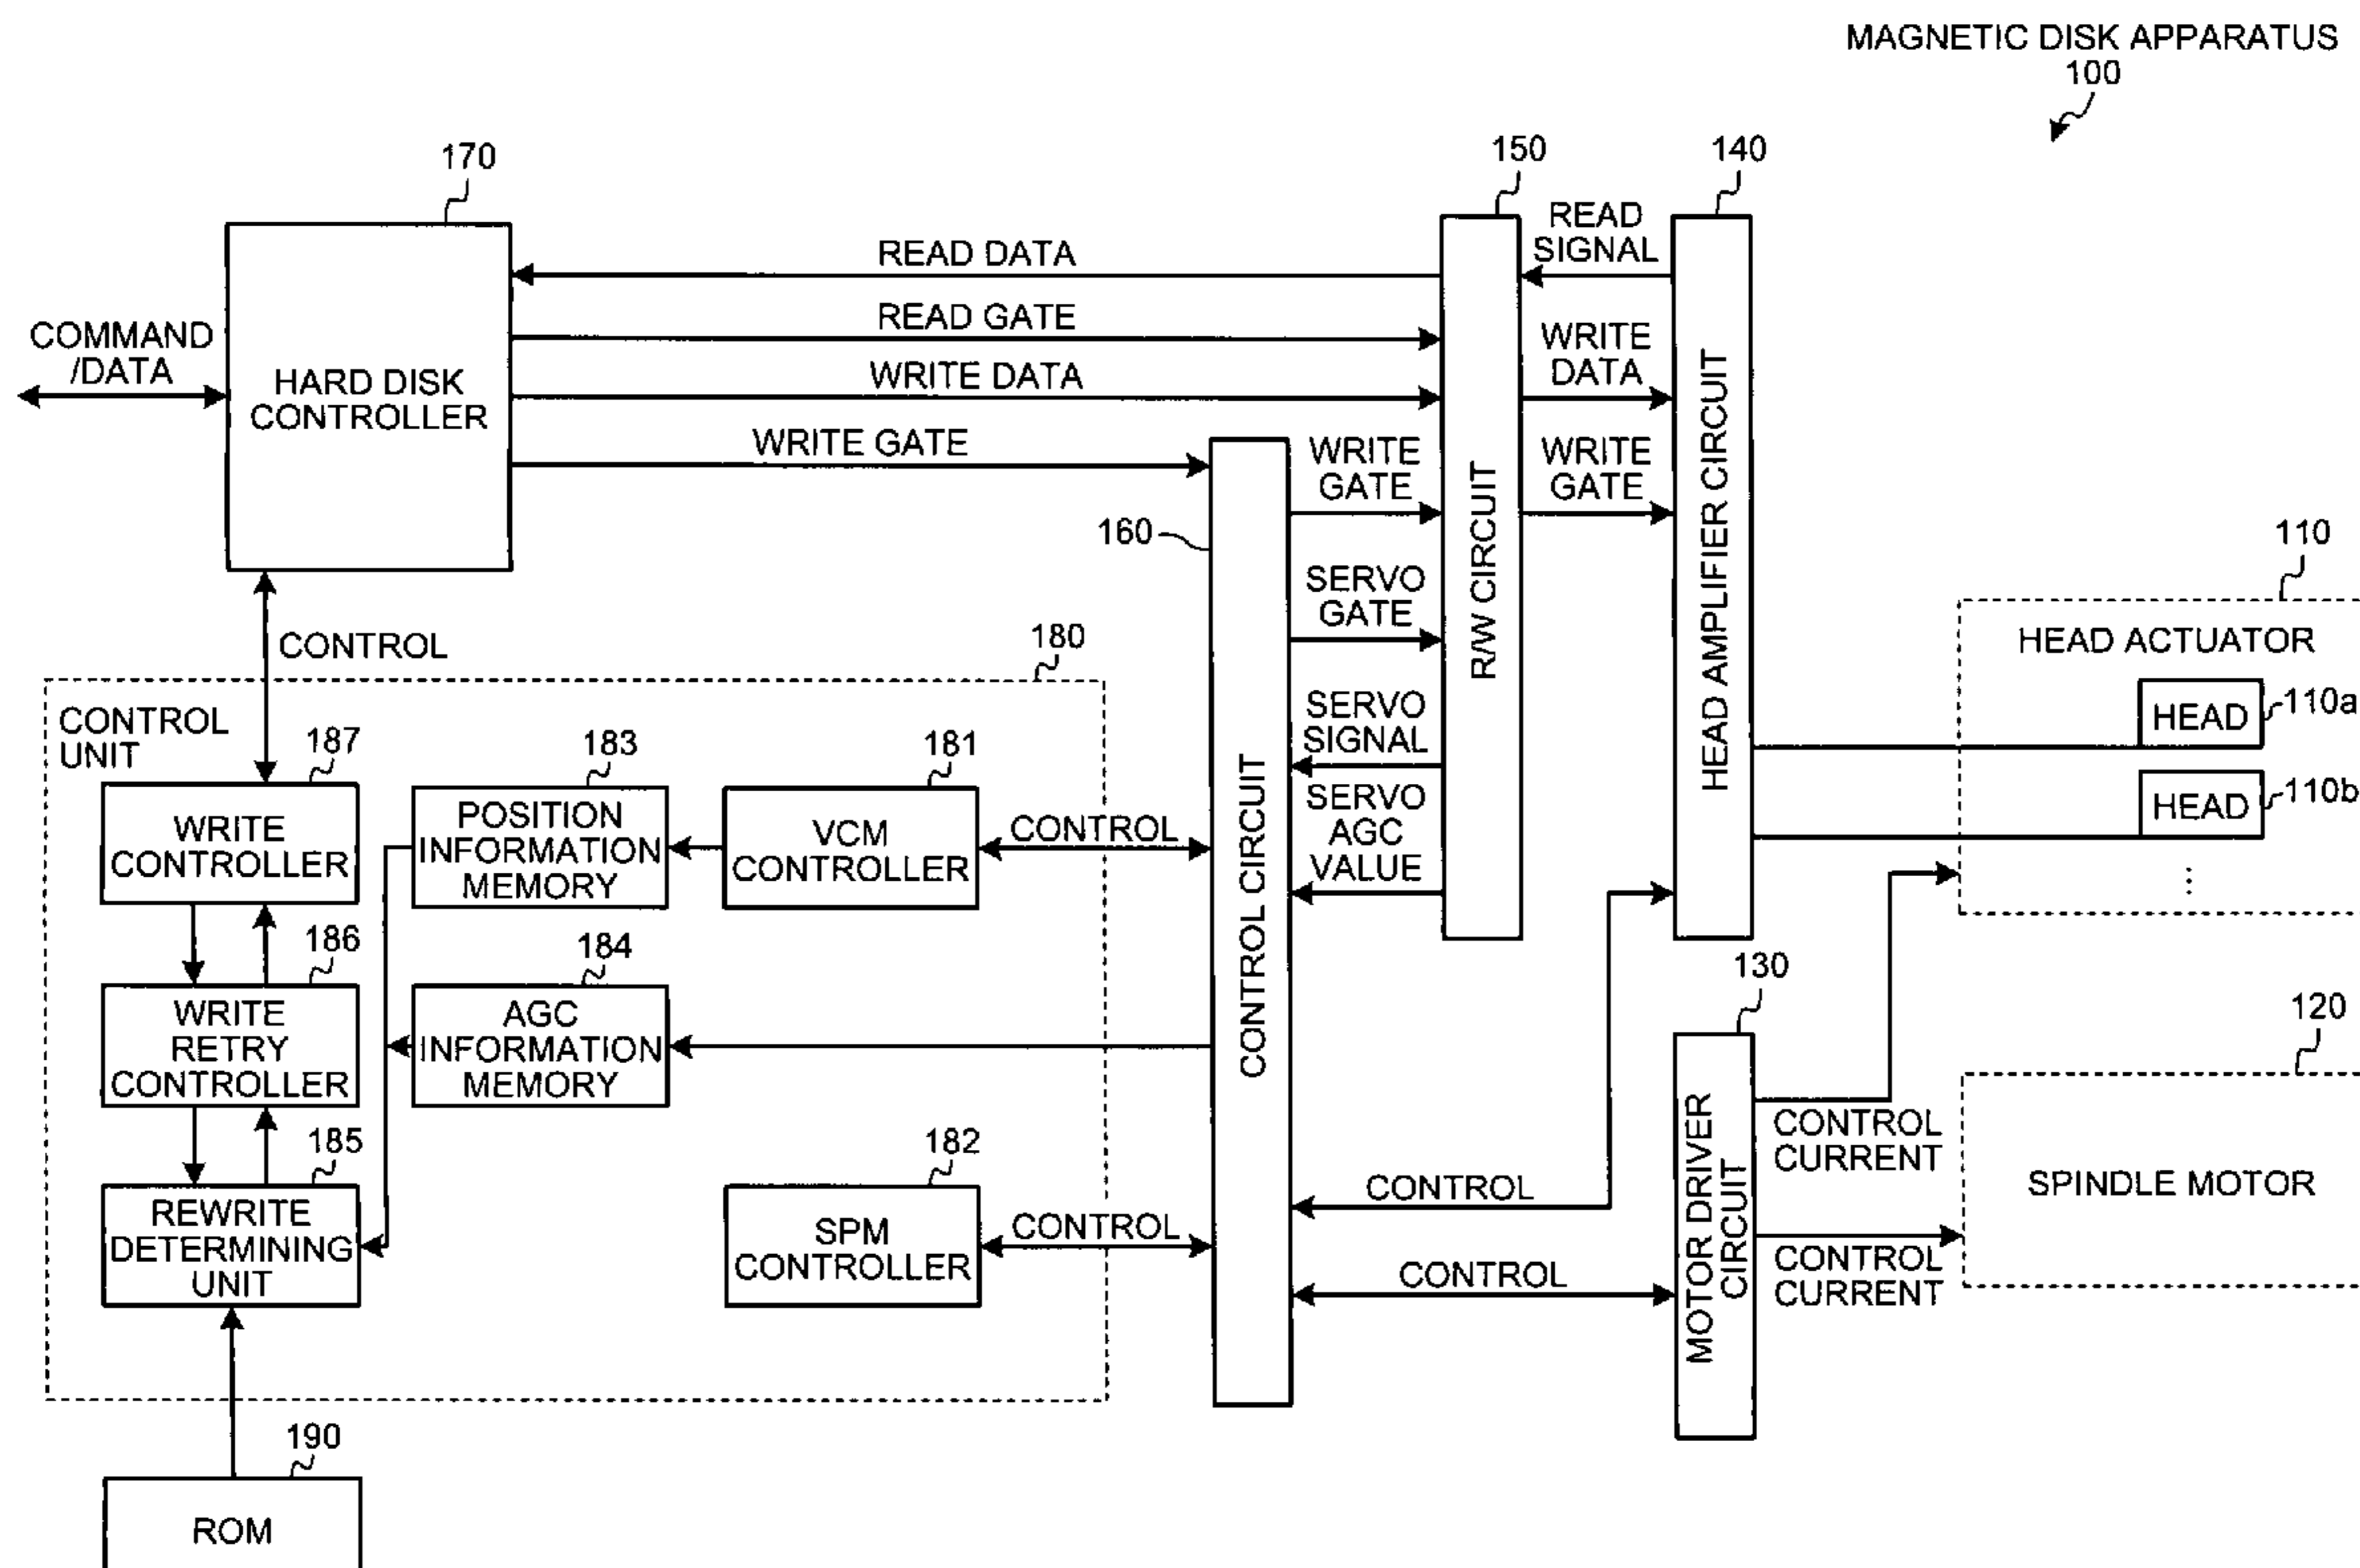 MAGNETIC DISK APPARATUS
100
170
150
140
READ
SIGNAL
READ DATA
READ GATE
COMMAND
/DATA
WRITE
DATA
HARD DISK
CONTROLLER
WRITE DATA
WRITE GATE
WRITE
GATE
WRITE
GATE
160
R/W CIRCUIT
HEAD AMPLIFIER CIRCUIT
110
SERVO
GATE
HEAD ACTUATOR
CONTROL
180
SERVO
SIGNAL
HEAD
110a
CONTROL
UNIT
187
183
181
SERVO
AGC
VALUE
HEAD
110b
WRITE
CONTROLLER
POSITION
INFORMATION
MEMORY
VCM
CONTROLLER
CONTROL
CONTROL CIRCUIT
186
184
130
WRITE
RETRY
CONTROLLER
AGC
INFORMATION
MEMORY
120
185
182
CONTROL
CURRENT
MOTOR DRIVER
CIRCUIT
SPINDLE MOTOR
REWRITE
DETERMINING
UNIT
SPM
CONTROLLER
CONTROL
CONTROL
CONTROL
CONTROL
CURRENT
190
ROM